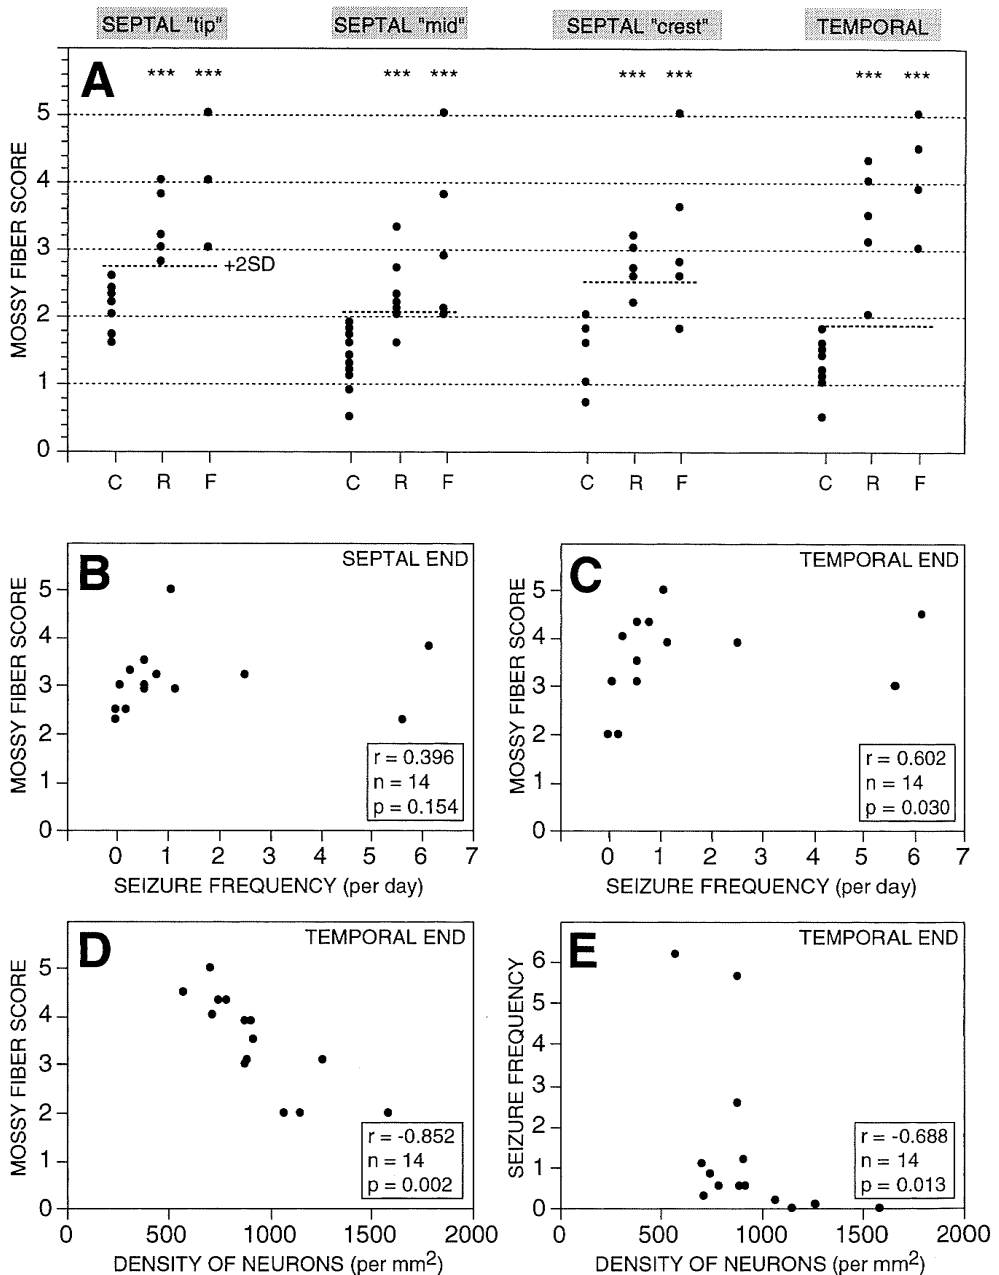 SEPTAL "tip" SEPTAL "mid" SEPTAL "crest" TEMPORAL
A
*** *** *** *** *** *** *** ***
MOSSY FIBER SCORE
5
4
3
+2SD
2
1
0
C R F C R F C R F C R F
B
SEPTAL END
MOSSY FIBER SCORE
5
4
3
2
1
0
r = 0.396
n = 14
p = 0.154
0 1 2 3 4 5 6 7
SEIZURE FREQUENCY (per day)
C
TEMPORAL END
MOSSY FIBER SCORE
5
4
3
2
1
0
r = 0.602
n = 14
p = 0.030
0 1 2 3 4 5 6 7
SEIZURE FREQUENCY (per day)
D
TEMPORAL END
MOSSY FIBER SCORE
5
4
3
2
1
0
r = -0.852
n = 14
p = 0.002
0 500 1000 1500 2000
DENSITY OF NEURONS (per mm²)
E
TEMPORAL END
SEIZURE FREQUENCY
6
5
4
3
2
1
0
r = -0.688
n = 14
p = 0.013
0 500 1000 1500 2000
DENSITY OF NEURONS (per mm²)